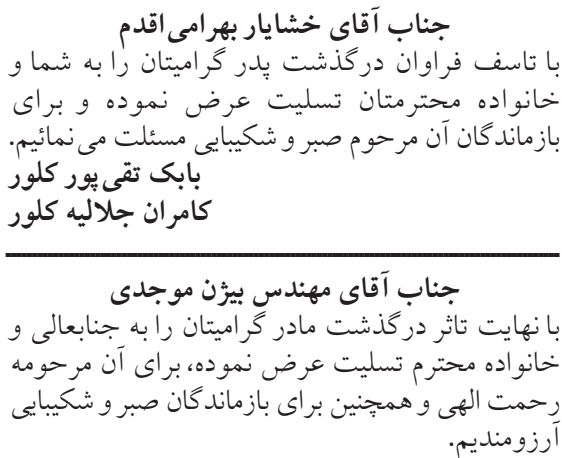 جناب آقای خشایار بهرامی‌اقدم
با تاسف فراوان درگذشت پدر گرامیتان را به شما و
خانواده محترمتان تسلیت عرض نموده و برای
بازماندگان آن مرحوم صبر و شکیبایی مسئلت می‌نمائیم.
بابک تقی‌پور کلور
کامران جلالیه کلور
جناب آقای مهندس بیژن موجدی
با نهایت تاثر درگذشت مادر گرامیتان را به جنابعالی و
خانواده محترم تسلیت عرض نموده، برای آن مرحومه
رحمت الهی و همچنین برای بازماندگان صبر و شکیبایی
آرزومندیم.